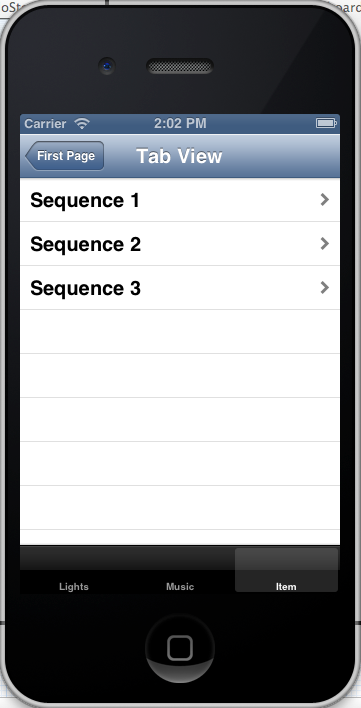 Carrier 2:02 PM
First Page Tab View
Sequence 1
Sequence 2
Sequence 3
Lights Music Item